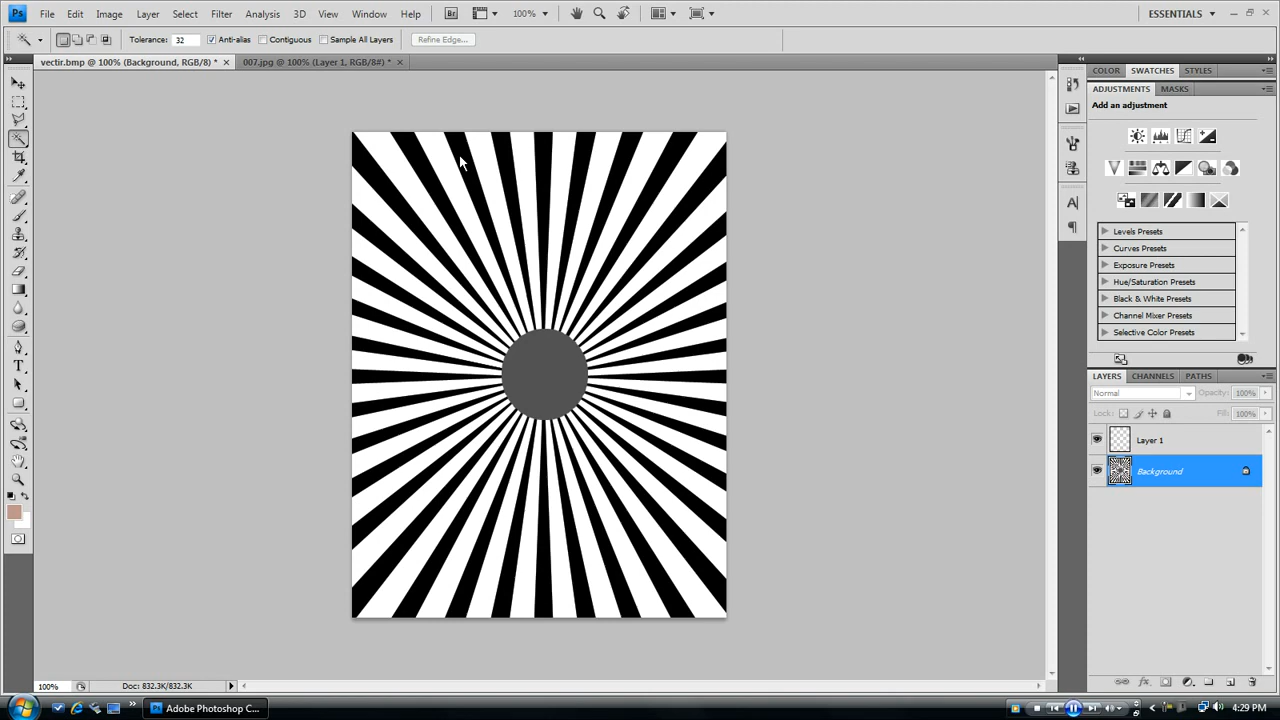 Ps File Edit Image Layer Select Filter Analysis 3D View Window Help Br 100% ESSENTIALS
Tolerance: 32 Anti-alias Contiguous Sample All Layers Refine Edge...
vectir.bmp @ 100% (Background, RGB/8) * × 007.jpg @ 100% (Layer 1, RGB/8#) * ×
COLOR SWATCHES STYLES
ADJUSTMENTS MASKS
Add an adjustment
Levels Presets
Curves Presets
Exposure Presets
Hue/Saturation Presets
Black & White Presets
Channel Mixer Presets
Selective Color Presets
LAYERS CHANNELS PATHS
Normal Opacity: 100%
Lock: Fill: 100%
Layer 1
Background
100% Doc: 832.3K/832.3K
Ps Adobe Photoshop C... 4:29 PM